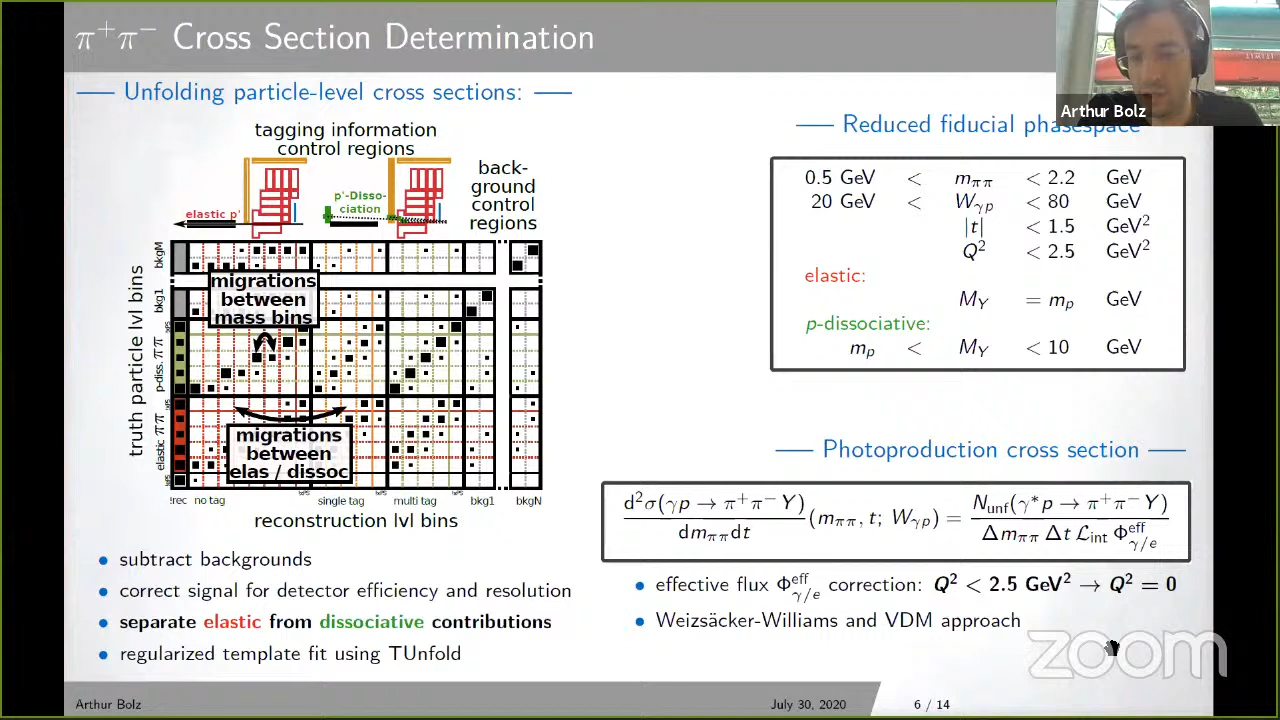 π⁺π⁻ Cross Section Determination
Arthur Bolz
Unfolding particle-level cross sections:
tagging information
control regions
back-
ground
control
regions
elastic p'
p'-Disso-
ciation
truth particle lvl bins
bkgM
bkg1
p-diss. ππ
elastic ππ
migrations
between
mass bins
migrations
between
elas / dissoc
!rec no tag single tag multi tag bkg1 bkgN
reconstruction lvl bins
• subtract backgrounds
• correct signal for detector efficiency and resolution
• separate elastic from dissociative contributions
• regularized template fit using TUnfold
Reduced fiducial phasespace
0.5 GeV < m_ππ < 2.2 GeV
20 GeV < W_γp < 80 GeV
|t| < 1.5 GeV²
Q² < 2.5 GeV²
elastic:
M_Y = m_p GeV
p-dissociative:
m_p < M_Y < 10 GeV
Photoproduction cross section
d²σ(γp → π⁺π⁻Y) / dm_ππdt (m_ππ, t; W_γp) = N_unf(γ*p → π⁺π⁻Y) / Δm_ππ Δt 𝓛_int Φ^eff_γ/e
• effective flux Φ^eff_γ/e correction: Q² < 2.5 GeV² → Q² = 0
• Weizsäcker-Williams and VDM approach
zoom
Arthur Bolz July 30, 2020 6 / 14